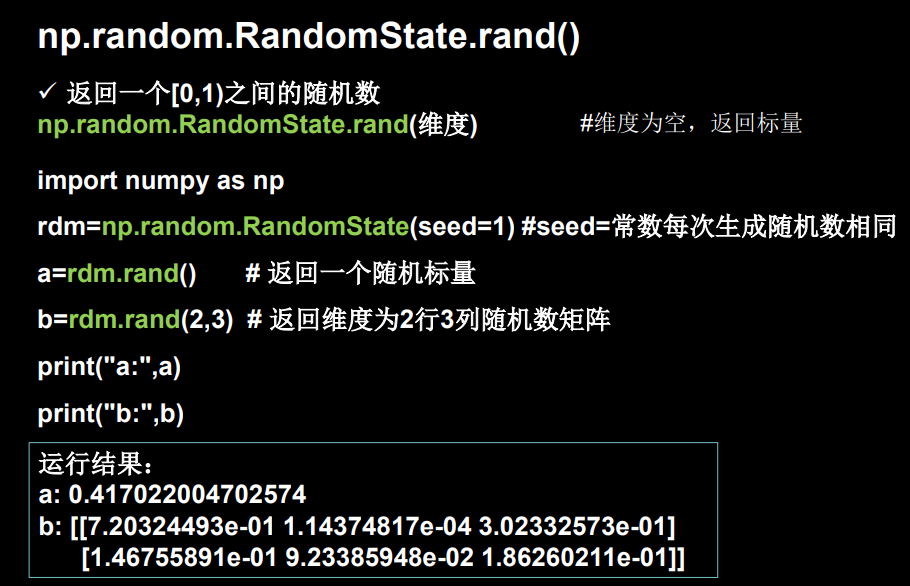 np.random.RandomState.rand()
✓ 返回一个[0,1)之间的随机数
np.random.RandomState.rand(维度) #维度为空，返回标量
import numpy as np
rdm=np.random.RandomState(seed=1) #seed=常数每次生成随机数相同
a=rdm.rand() # 返回一个随机标量
b=rdm.rand(2,3) # 返回维度为2行3列随机数矩阵
print("a:",a)
print("b:",b)
运行结果：
a: 0.417022004702574
b: [[7.20324493e-01 1.14374817e-04 3.02332573e-01]
[1.46755891e-01 9.23385948e-02 1.86260211e-01]]